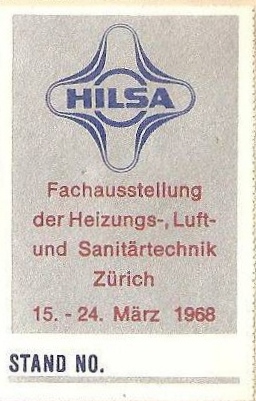 HILSA
Fachausstellung
der Heizungs-, Luft-
und Sanitärtechnik
Zürich
15. - 24. März 1968
STAND NO.